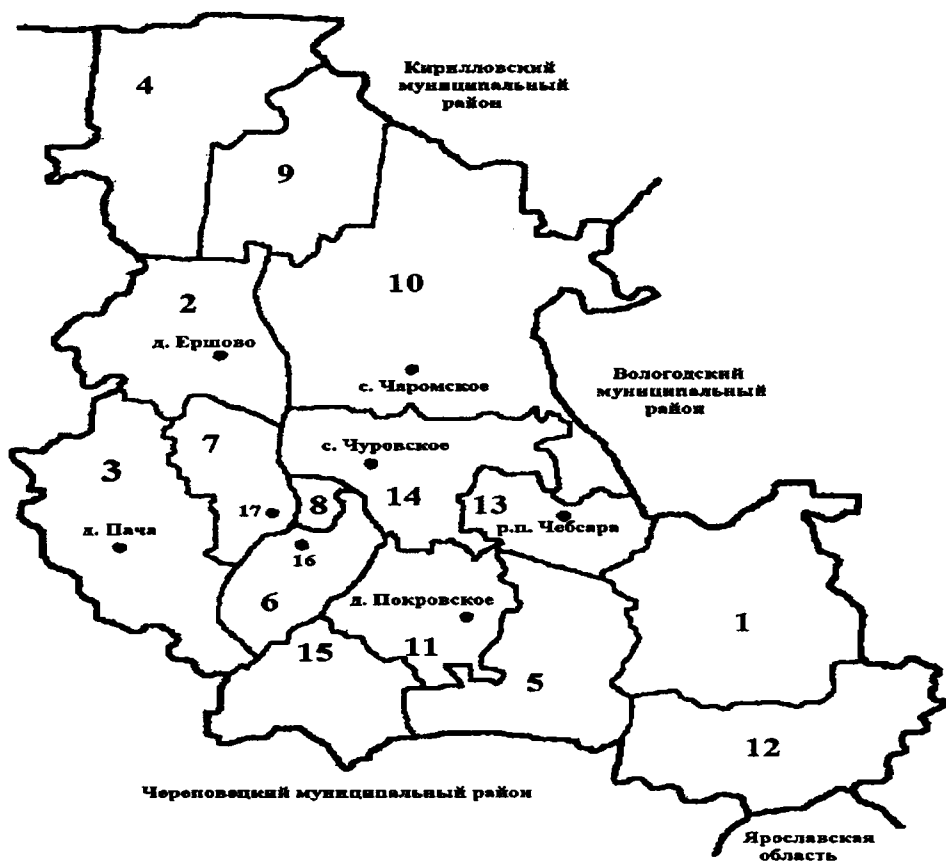 Кирилловский
муниципальный
район
4
9
10
2
д. Ершово
с. Чаромское
Вологодский
муниципальный
район
7
3
с. Чуровское
14
8
13
17
р.п. Чебсара
д. Пача
16
6
д. Покровское
11
15
1
5
12
Череповецкий муниципальный район
Ярославская
область